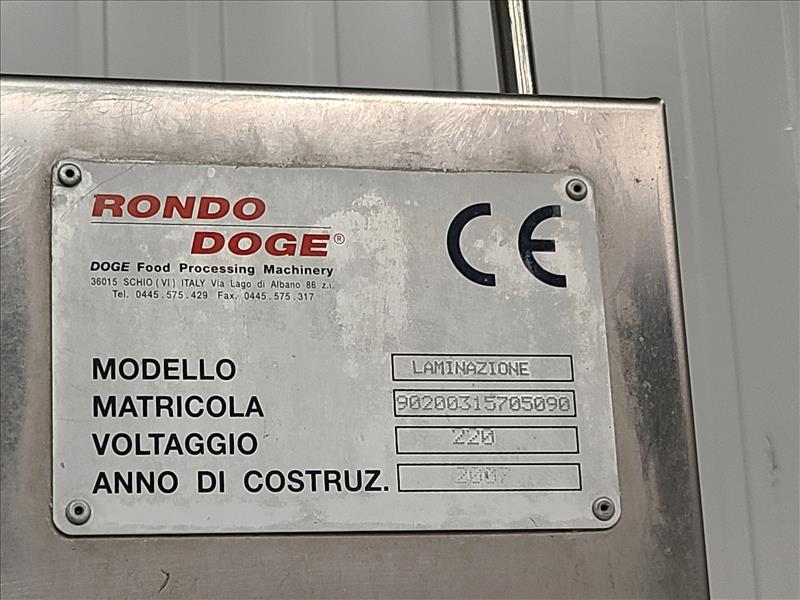 RONDO
DOGE®
DOGE Food Processing Machinery
36015 SCHIO (VI) ITALY Via Lago di Albano 86 z.i.
Tel. 0445.575.429 Fax. 0445.575.317
CE
MODELLO LAMINAZIONE
MATRICOLA 90200315705090
VOLTAGGIO 220
ANNO DI COSTRUZ. 2007